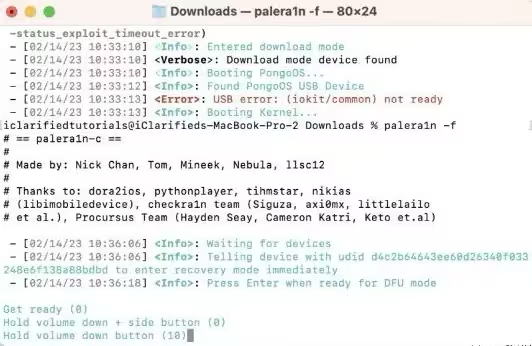 Downloads — palera1n -f — 80×24
-status_exploit_timeout_error)
- [02/14/23 10:33:10] <Info>: Entered download mode
- [02/14/23 10:33:10] <Verbose>: Download mode device found
- [02/14/23 10:33:10] <Info>: Booting PongoOS...
- [02/14/23 10:33:12] <Info>: Found PongoOS USB Device
- [02/14/23 10:33:13] <Error>: USB error: (iokit/common) not ready
- [02/14/23 10:33:13] <Info>: Booting Kernel...
iclarifiedtutorials@iClarifieds-MacBook-Pro-2 Downloads % palera1n -f
# == palera1n-c ==
#
# Made by: Nick Chan, Tom, Mineek, Nebula, llsc12
#
# Thanks to: dora2ios, pythonplayer, tihmstar, nikias
# (libimobiledevice), checkra1n team (Siguza, axi0mx, littlelailo
# et al.), Procursus Team (Hayden Seay, Cameron Katri, Keto et.al)
- [02/14/23 10:36:06] <Info>: Waiting for devices
- [02/14/23 10:36:06] <Info>: Telling device with udid d4c2b64643ee60d26340f033
248e6f138a88bdbd to enter recovery mode immediately
- [02/14/23 10:36:18] <Info>: Press Enter when ready for DFU mode
Get ready (0)
Hold volume down + side button (0)
Hold volume down button (10)